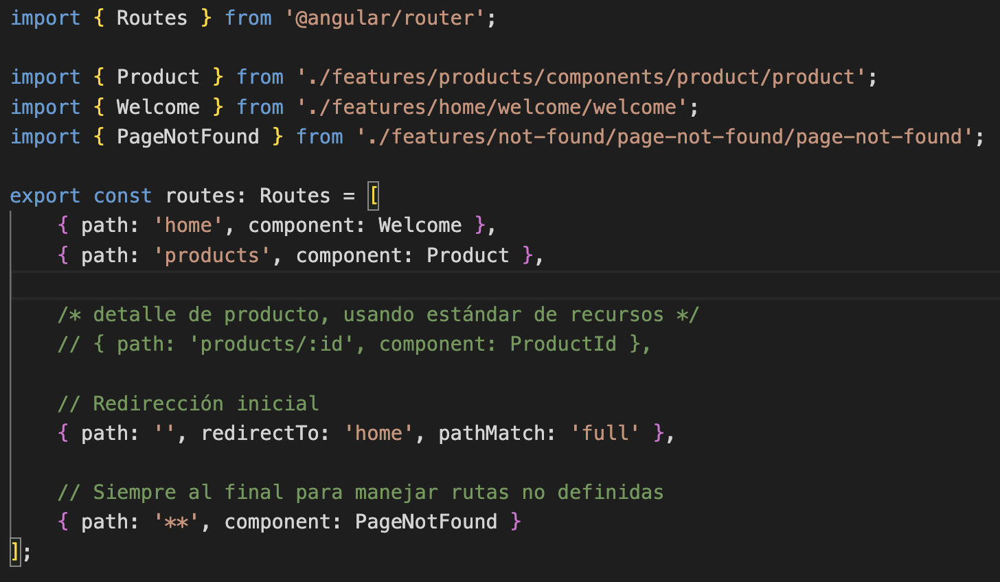 import { Routes } from '@angular/router';
import { Product } from './features/products/components/product/product';
import { Welcome } from './features/home/welcome/welcome';
import { PageNotFound } from './features/not-found/page-not-found/page-not-found';
export const routes: Routes = [
{ path: 'home', component: Welcome },
{ path: 'products', component: Product },
/* detalle de producto, usando estándar de recursos */
// { path: 'products/:id', component: ProductId },
// Redirección inicial
{ path: '', redirectTo: 'home', pathMatch: 'full' },
// Siempre al final para manejar rutas no definidas
{ path: '**', component: PageNotFound }
];